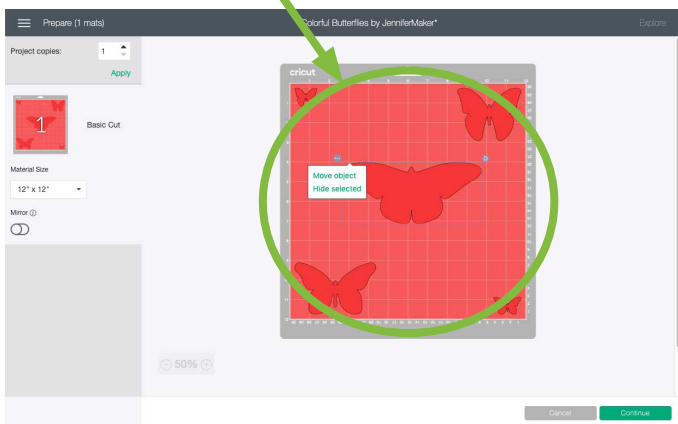 Prepare (1 mats)
Colorful Butterflies by JenniferMaker*
Explore
Project copies:
1
Apply
cricut
1
Basic Cut
Move object
Hide selected
Material Size
12" x 12"
Mirror
50%
Cancel
Continue